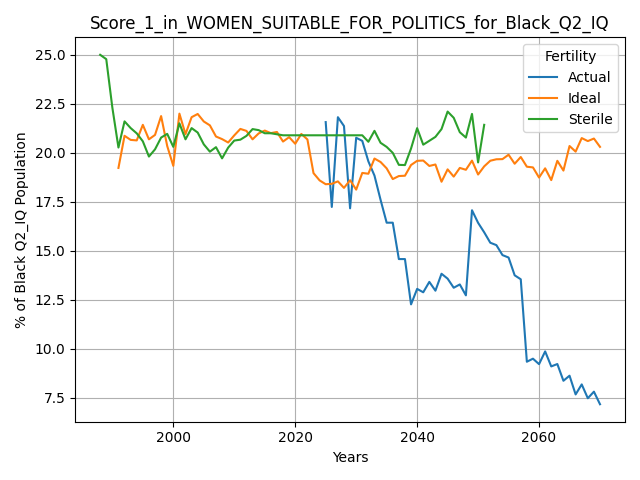 Score_1_in_WOMEN_SUITABLE_FOR_POLITICS_for_Black_Q2_IQ
Fertility
Actual
Ideal
Sterile
% of Black Q2_IQ Population
25.0
22.5
20.0
17.5
15.0
12.5
10.0
7.5
2000 2020 2040 2060
Years